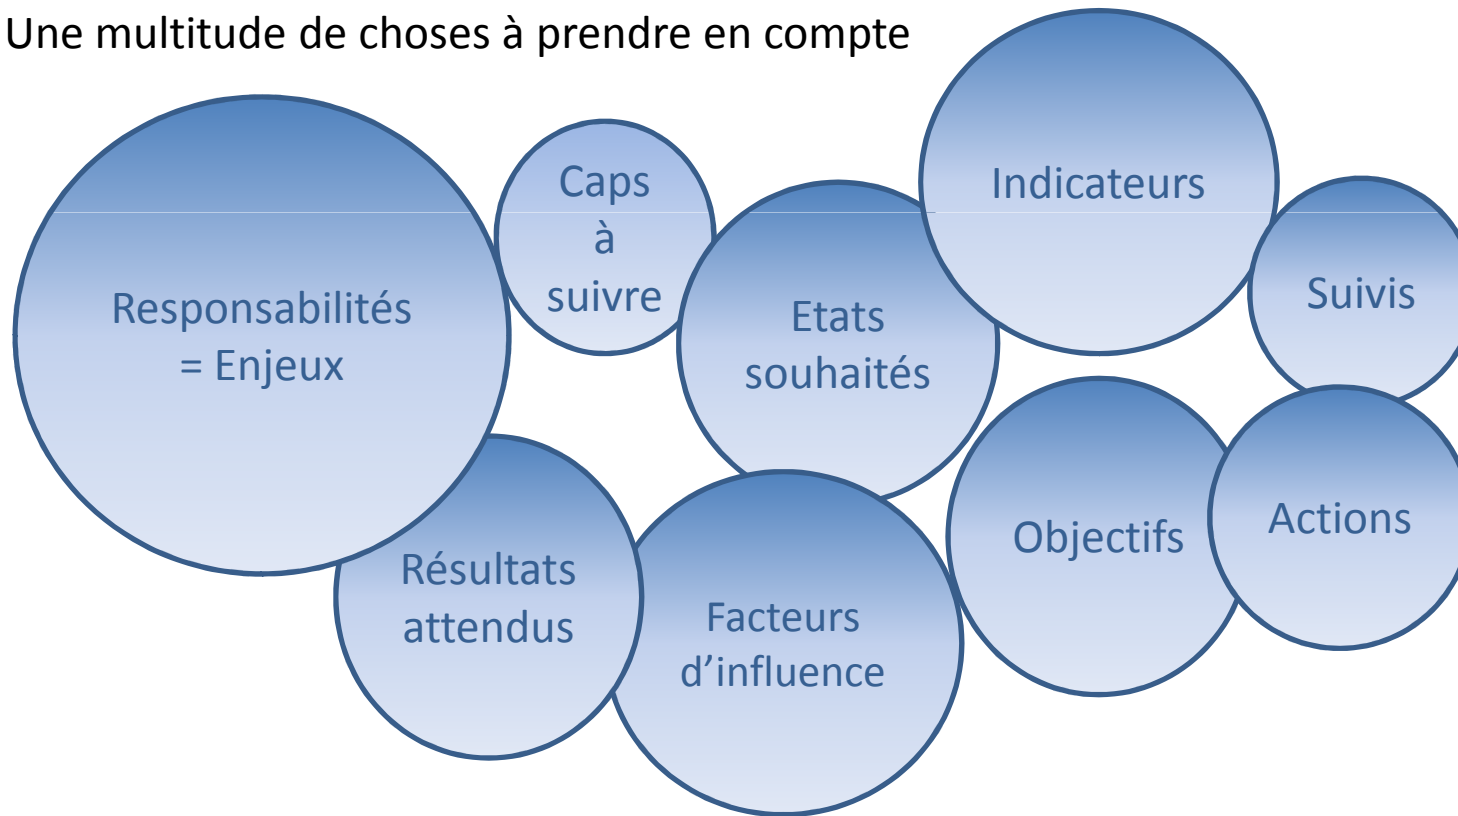 Une multitude de choses à prendre en compte
Responsabilités
= Enjeux
Caps
à
suivre
Etats
souhaités
Indicateurs
Suivis
Résultats
attendus
Facteurs
d’influence
Objectifs
Actions